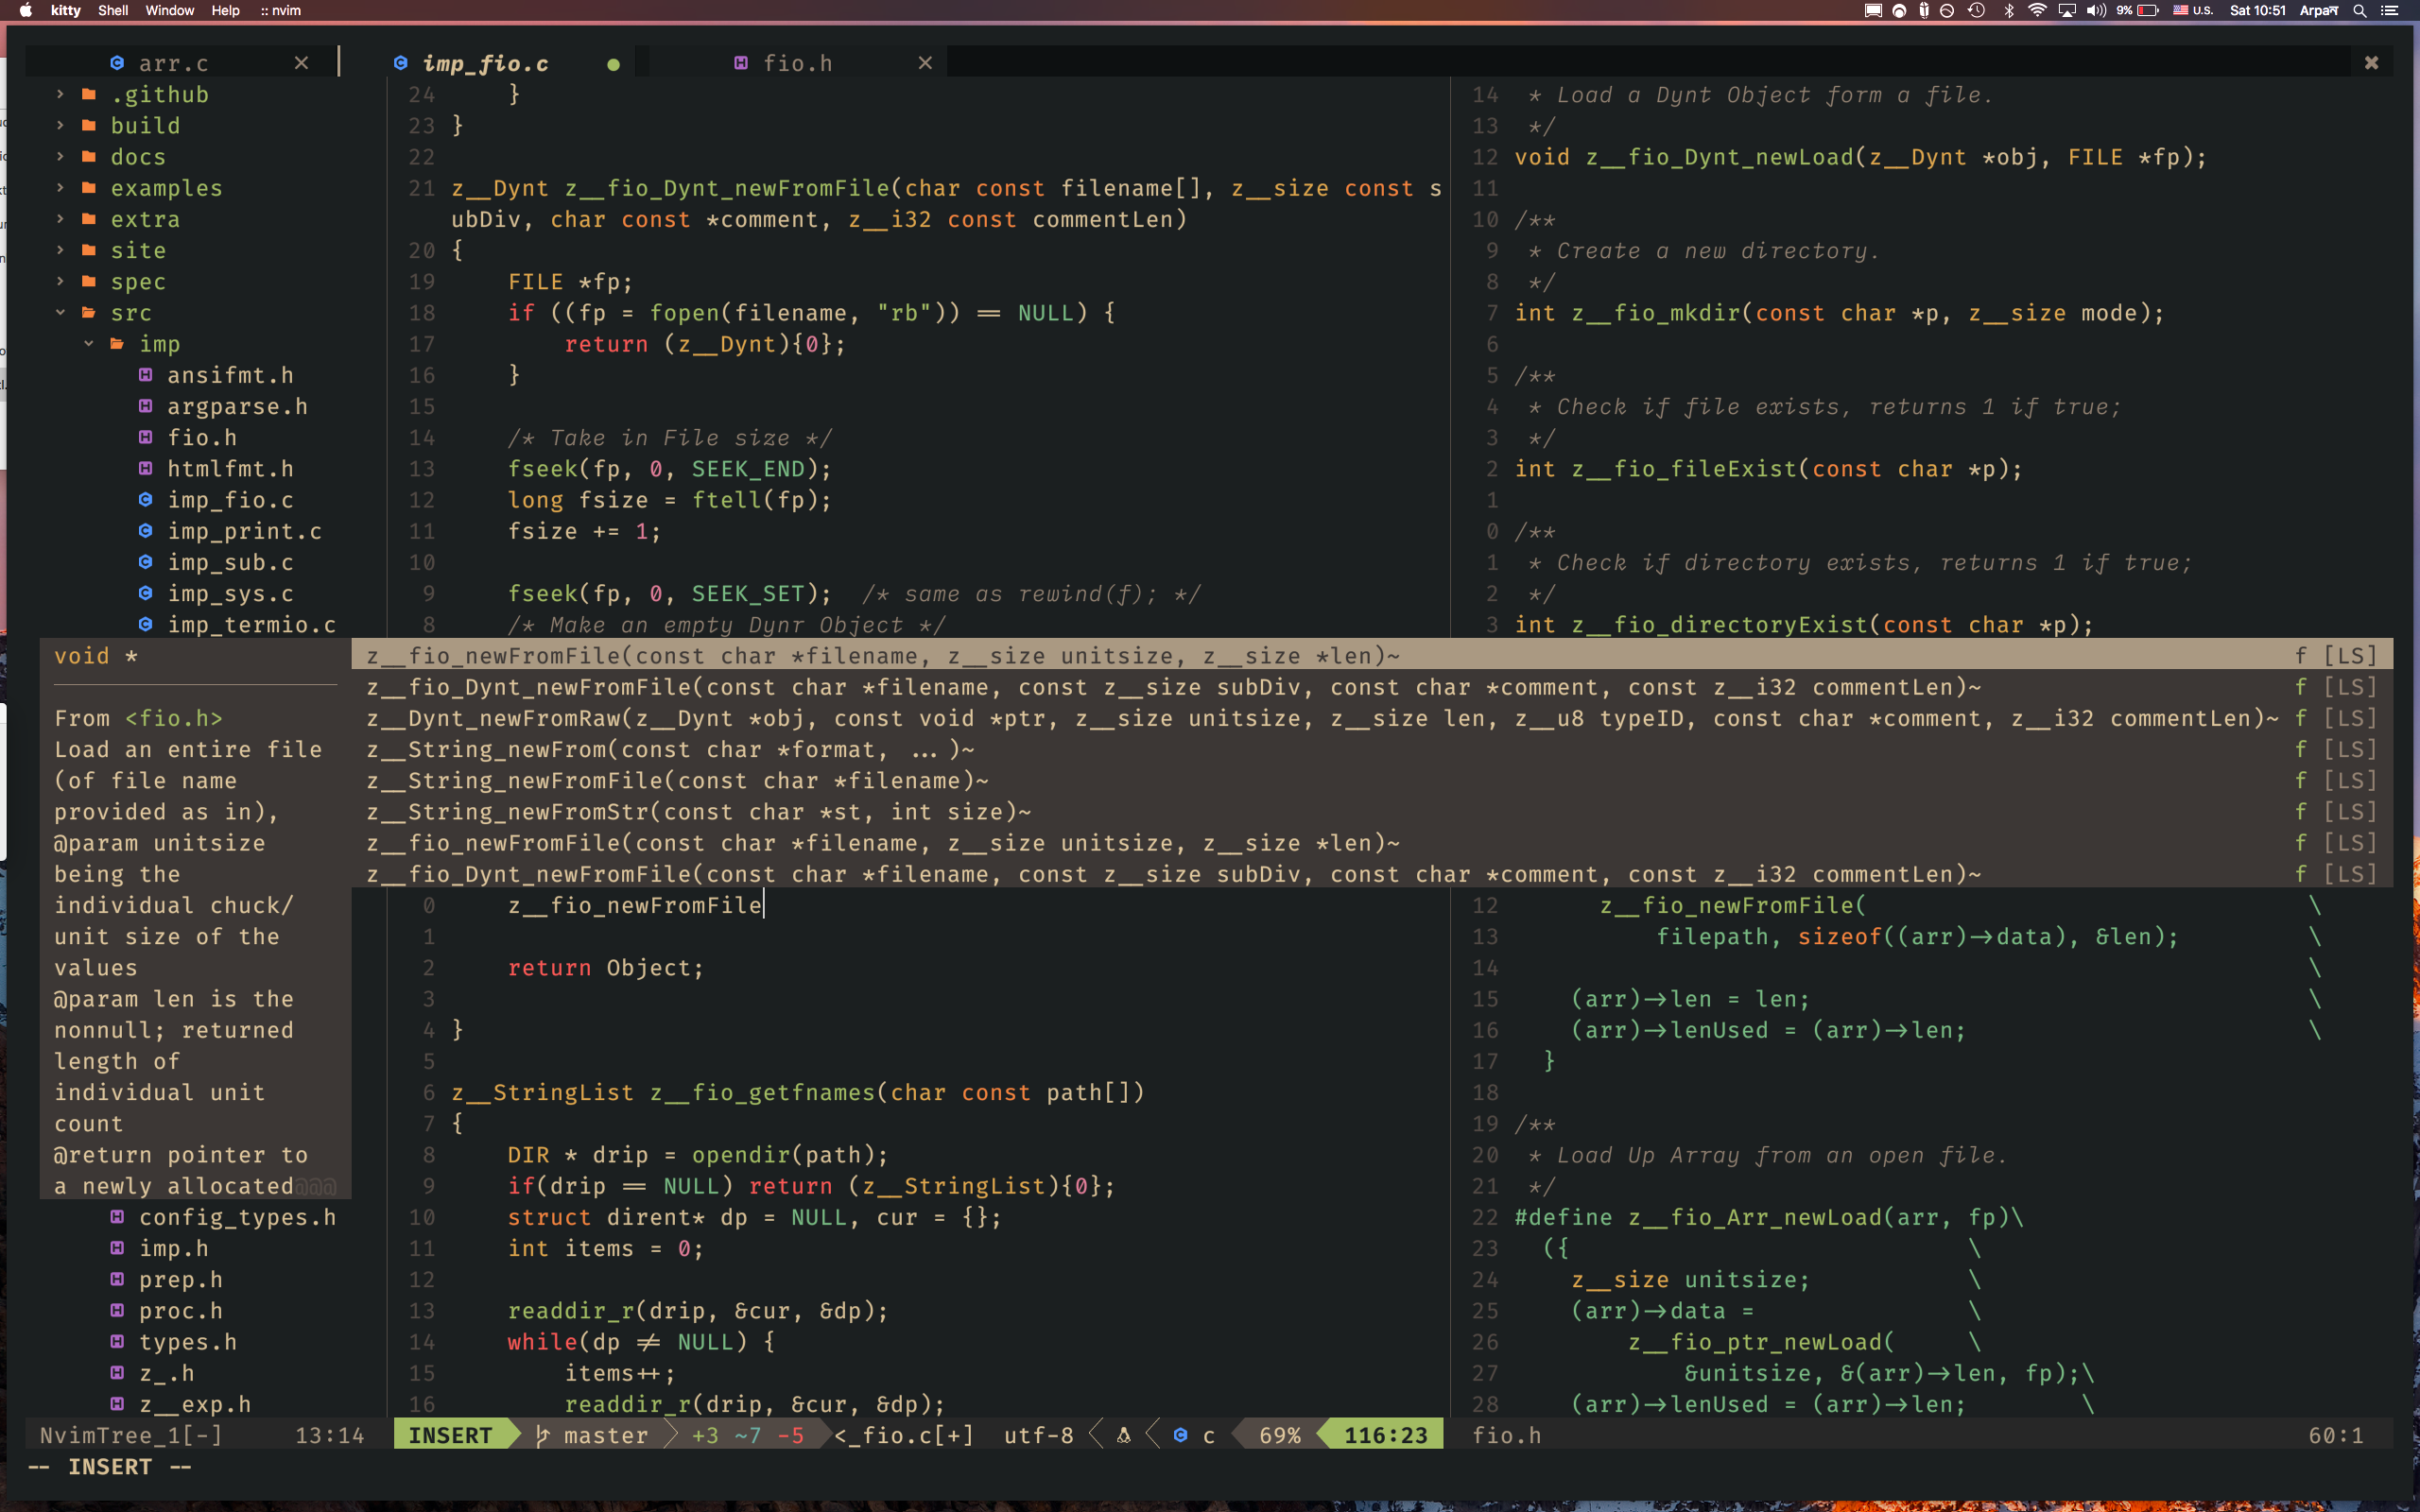 kitty Shell Window Help :: nvim
9% U.S. Sat 10:51 Arpaन
arr.c ×
imp_fio.c ●
fio.h ×
✖
.github
build
docs
examples
extra
site
spec
src
imp
ansifmt.h
argparse.h
fio.h
htmlfmt.h
imp_fio.c
imp_print.c
imp_sub.c
imp_sys.c
imp_termio.c
24     }
23 }
22
21 z__Dynt z__fio_Dynt_newFromFile(char const filename[], z__size const s
ubDiv, char const *comment, z__i32 const commentLen)
20 {
19     FILE *fp;
18     if ((fp = fopen(filename, "rb")) == NULL) {
17         return (z__Dynt){0};
16     }
15
14     /* Take in File size */
13     fseek(fp, 0, SEEK_END);
12     long fsize = ftell(fp);
11     fsize += 1;
10
9     fseek(fp, 0, SEEK_SET);  /* same as rewind(f); */
8     /* Make an empty Dynr Object */
14  * Load a Dynt Object form a file.
13  */
12 void z__fio_Dynt_newLoad(z__Dynt *obj, FILE *fp);
11
10 /**
9  * Create a new directory.
8  */
7 int z__fio_mkdir(const char *p, z__size mode);
6
5 /**
4  * Check if file exists, returns 1 if true;
3  */
2 int z__fio_fileExist(const char *p);
1
0 /**
1  * Check if directory exists, returns 1 if true;
2  */
3 int z__fio_directoryExist(const char *p);
void *
From <fio.h>
Load an entire file
(of file name
provided as in),
@param unitsize
being the
individual chuck/
unit size of the
values
@param len is the
nonnull; returned
length of
individual unit
count
@return pointer to
a newly allocated@@@
z__fio_newFromFile(const char *filename, z__size unitsize, z__size *len)~ f [LS]
z__fio_Dynt_newFromFile(const char *filename, const z__size subDiv, const char *comment, const z__i32 commentLen)~ f [LS]
z__Dynt_newFromRaw(z__Dynt *obj, const void *ptr, z__size unitsize, z__size len, z__u8 typeID, const char *comment, z__i32 commentLen)~ f [LS]
z__String_newFrom(const char *format, ...)~ f [LS]
z__String_newFromFile(const char *filename)~ f [LS]
z__String_newFromStr(const char *st, int size)~ f [LS]
z__fio_newFromFile(const char *filename, z__size unitsize, z__size *len)~ f [LS]
z__fio_Dynt_newFromFile(const char *filename, const z__size subDiv, const char *comment, const z__i32 commentLen)~ f [LS]
config_types.h
imp.h
prep.h
proc.h
types.h
z_.h
z__exp.h
0     z__fio_newFromFile
1
2     return Object;
3
4 }
5
6 z__StringList z__fio_getfnames(char const path[])
7 {
8     DIR * drip = opendir(path);
9     if(drip == NULL) return (z__StringList){0};
10     struct dirent* dp = NULL, cur = {};
11     int items = 0;
12
13     readdir_r(drip, &cur, &dp);
14     while(dp != NULL) {
15         items++;
16         readdir_r(drip, &cur, &dp);
12       z__fio_newFromFile( \
13           filepath, sizeof((arr)->data), &len); \
14 \
15     (arr)->len = len; \
16     (arr)->lenUsed = (arr)->len; \
17   }
18
19 /**
20  * Load Up Array from an open file.
21  */
22 #define z__fio_Arr_newLoad(arr, fp)\
23   ({ \
24     z__size unitsize; \
25     (arr)->data = \
26         z__fio_ptr_newLoad( \
27             &unitsize, &(arr)->len, fp);\
28     (arr)->lenUsed = (arr)->len; \
NvimTree_1[-] 13:14
INSERT master +3 ~7 -5 <_fio.c[+] utf-8 c 69% 116:23
fio.h 60:1
-- INSERT --